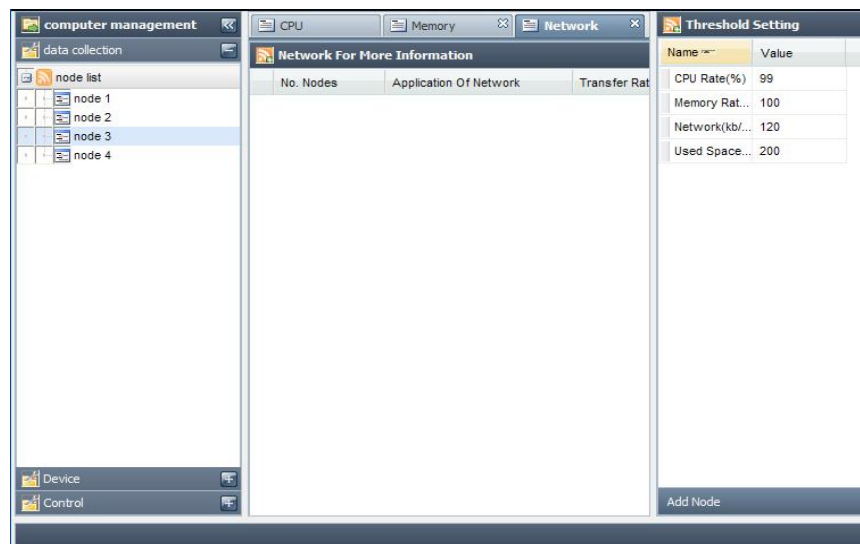 computer management
data collection
node list
node 1
node 2
node 3
node 4
Device
Control
CPU
Memory
Network
Network For More Information
No. Nodes Application Of Network Transfer Rat
Threshold Setting
Name Value
CPU Rate(%) 99
Memory Rat... 100
Network(kb/... 120
Used Space... 200
Add Node